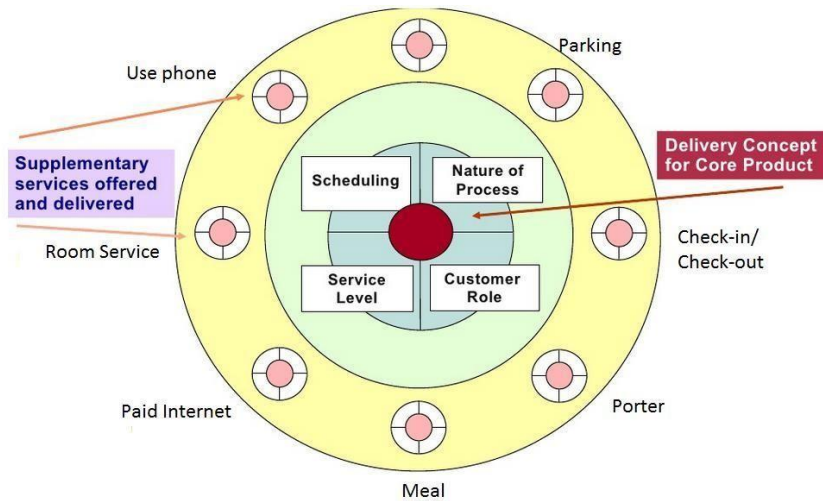 Parking
Use phone
Supplementary
services offered
and delivered
Delivery Concept
for Core Product
Scheduling
Nature of
Process
Room Service
Check-in/
Check-out
Service
Level
Customer
Role
Paid Internet
Porter
Meal